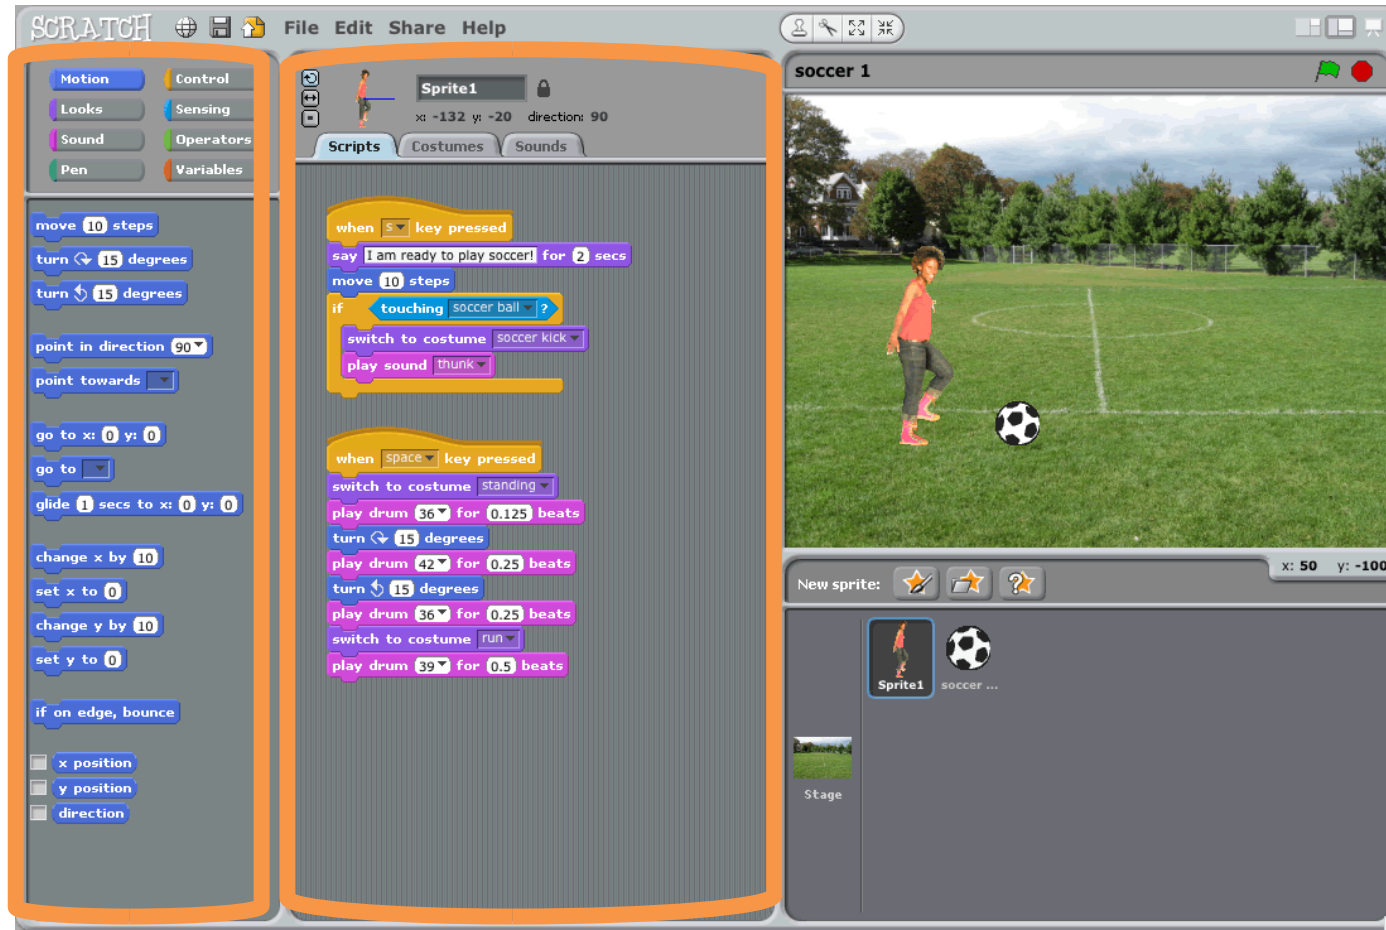 SCRATCH File Edit Share Help
Motion Control
Looks Sensing
Sound Operators
Pen Variables
move 10 steps
turn 15 degrees
turn 15 degrees
point in direction 90
point towards
go to x: 0 y: 0
go to
glide 1 secs to x: 0 y: 0
change x by 10
set x to 0
change y by 10
set y to 0
if on edge, bounce
x position
y position
direction
Sprite1
x: -132 y: -20 direction: 90
Scripts Costumes Sounds
when s key pressed
say I am ready to play soccer! for 2 secs
move 10 steps
if touching soccer ball ?
switch to costume soccer kick
play sound thunk
when space key pressed
switch to costume standing
play drum 36 for 0.125 beats
turn 15 degrees
play drum 42 for 0.25 beats
turn 15 degrees
play drum 36 for 0.25 beats
switch to costume run
play drum 39 for 0.5 beats
soccer 1
x: 50 y: -100
New sprite:
Sprite1 soccer ...
Stage